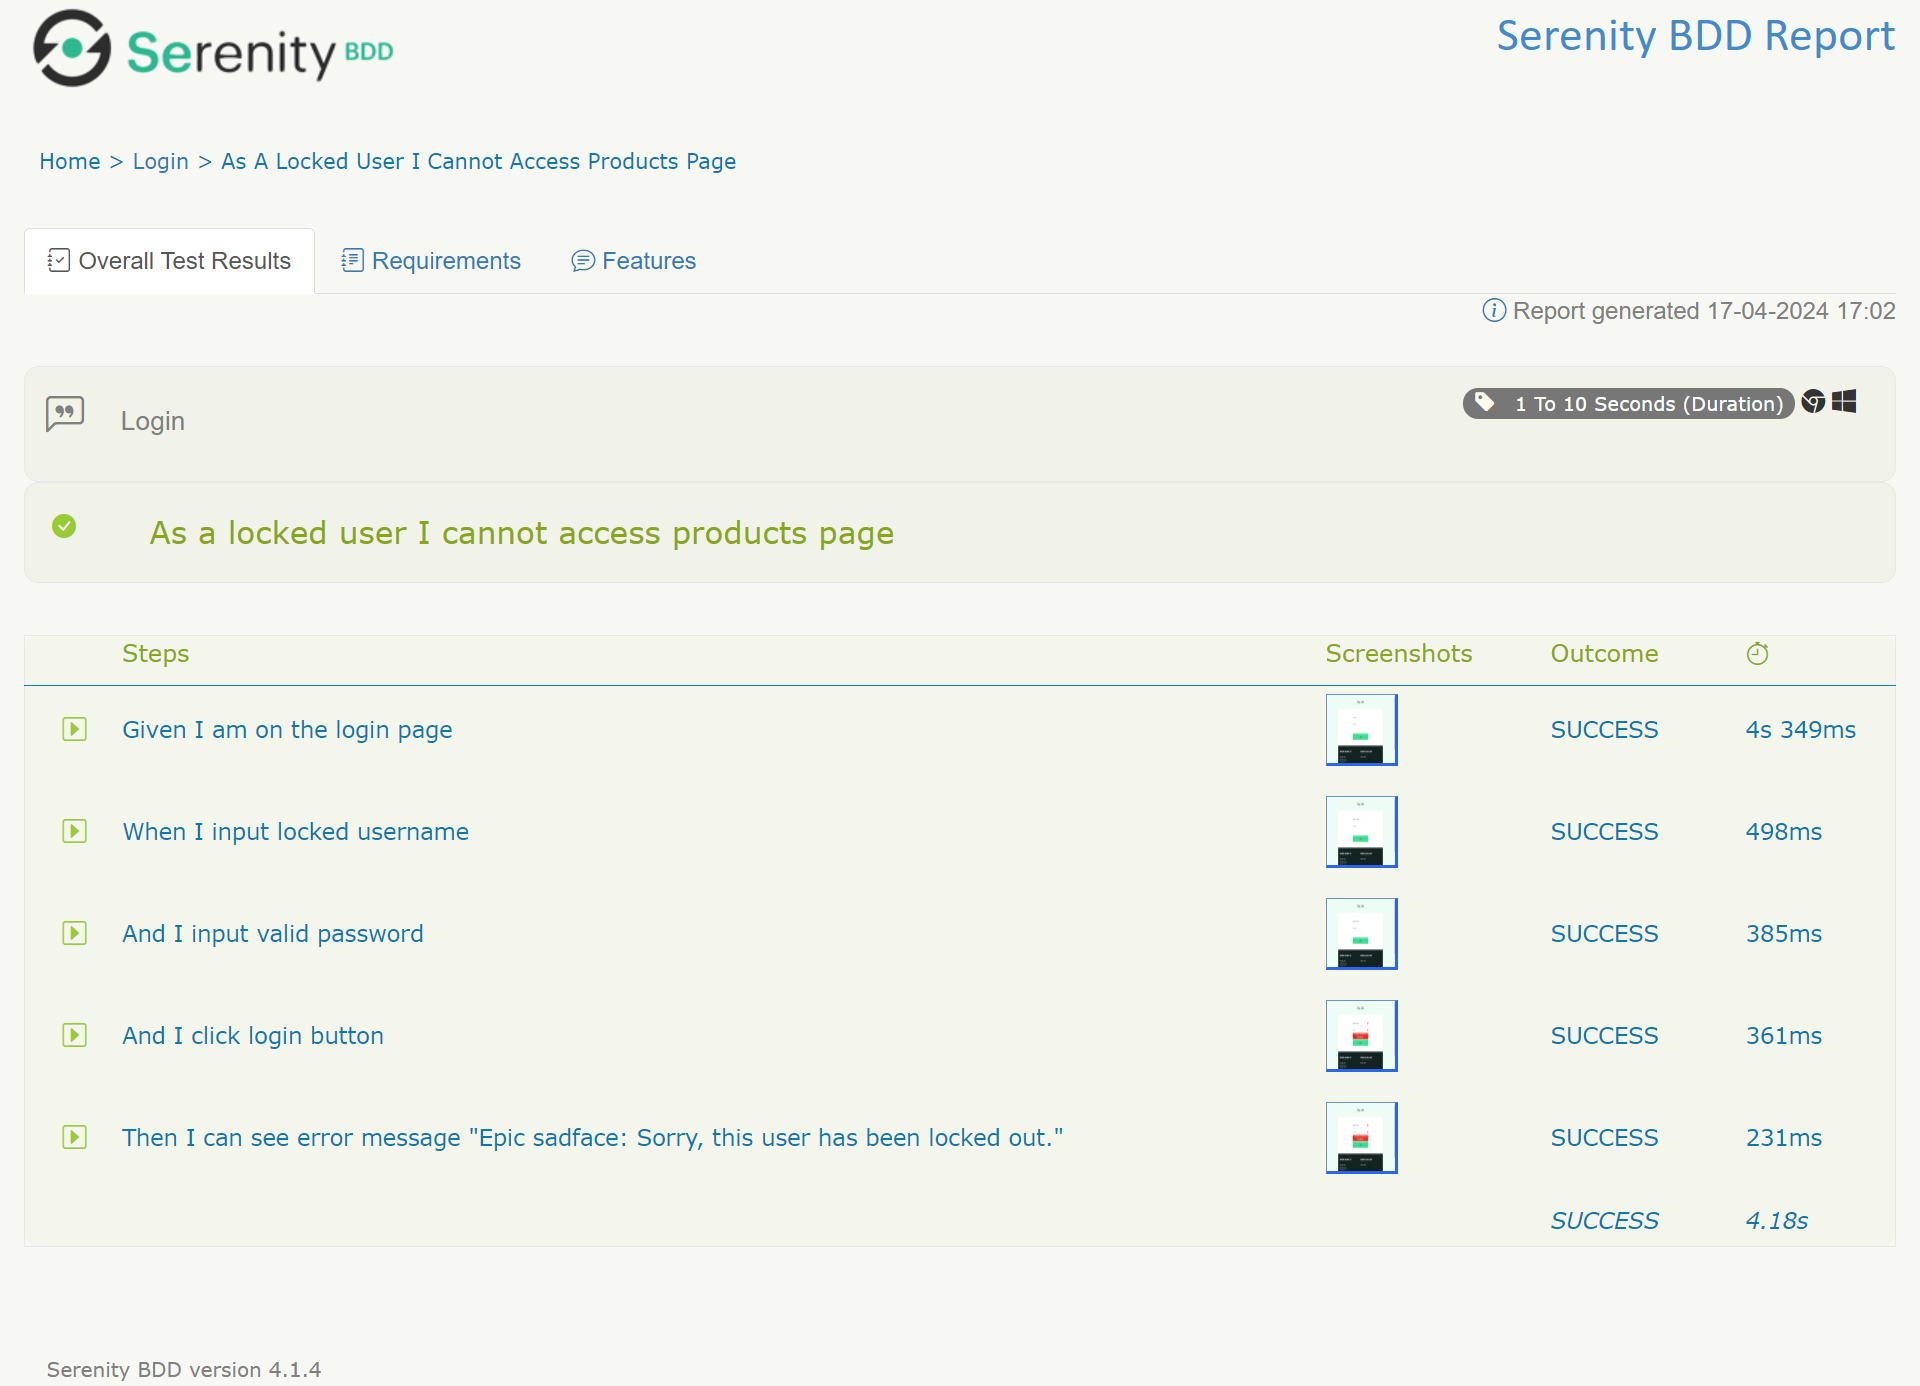 Serenity BDD
Serenity BDD Report
Home > Login > As A Locked User I Cannot Access Products Page
Overall Test Results
Requirements
Features
Report generated 17-04-2024 17:02
Login
1 To 10 Seconds (Duration)
As a locked user I cannot access products page
Steps Screenshots Outcome
Given I am on the login page SUCCESS 4s 349ms
When I input locked username SUCCESS 498ms
And I input valid password SUCCESS 385ms
And I click login button SUCCESS 361ms
Then I can see error message "Epic sadface: Sorry, this user has been locked out." SUCCESS 231ms
SUCCESS 4.18s
Serenity BDD version 4.1.4